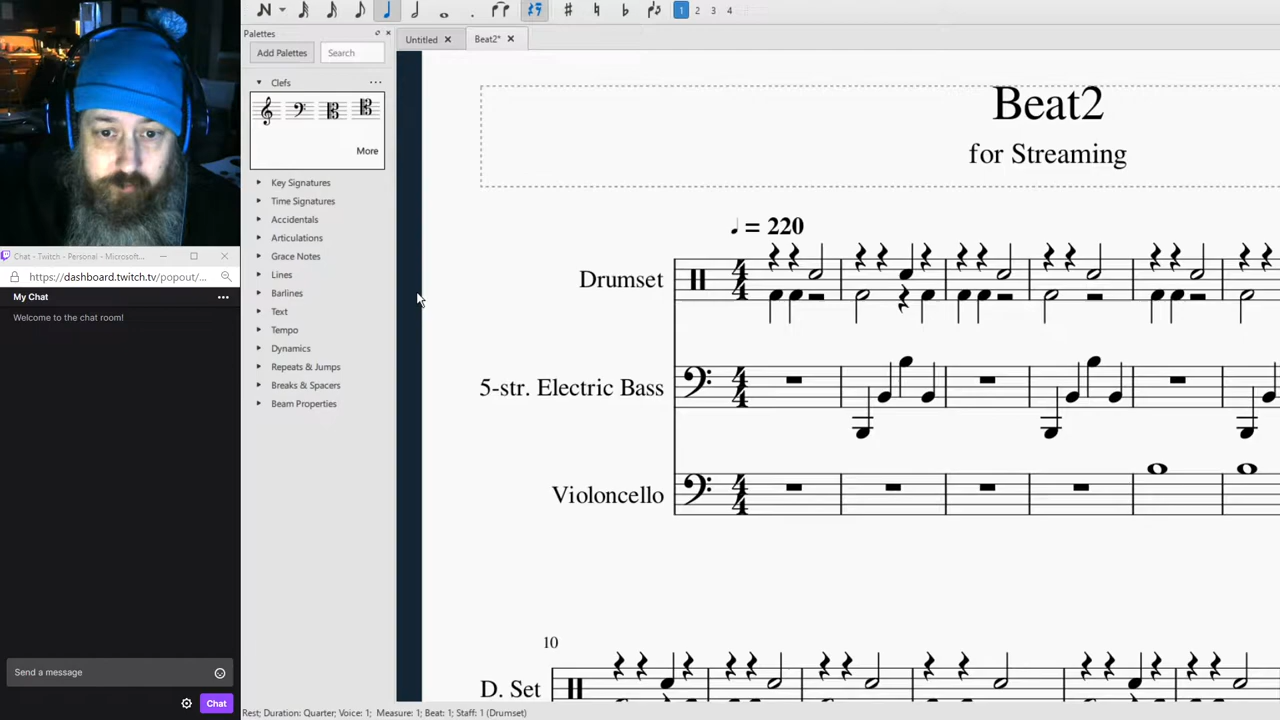 1 2 3 4
Palettes
Untitled
Beat2*
Add Palettes
Search
Clefs
More
Key Signatures
Time Signatures
Accidentals
Articulations
Grace Notes
Lines
Barlines
Text
Tempo
Dynamics
Repeats & Jumps
Breaks & Spacers
Beam Properties
Chat - Twitch - Personal - Microsoft...
https://dashboard.twitch.tv/popout/...
My Chat
Welcome to the chat room!
Send a message
Chat
Beat2
for Streaming
= 220
Drumset
5-str. Electric Bass
Violoncello
10
D. Set
Rest; Duration: Quarter; Voice: 1; Measure: 1; Beat: 1; Staff: 1 (Drumset)